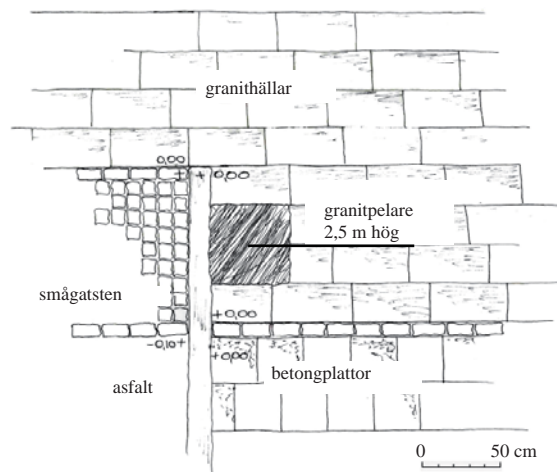 granithällar
0,00
+ + 0,00
granitpelare
2,5 m hög
smågatsten
+0,00
-0,10+
+0,00
asfalt
betongplattor
0 50 cm